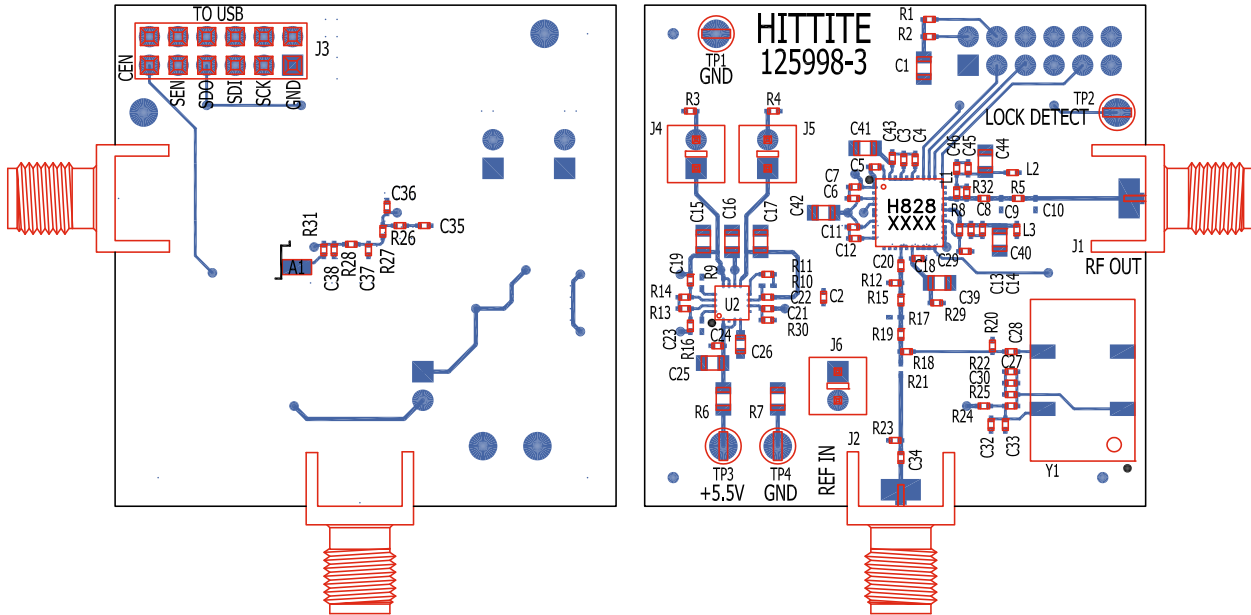 TO USB
J3
CEN
SEN
SDO
SDI
SCK
GND
C36
R31
R26
C35
A1
C38
R28
C37
R27
HITTITE
125998-3
R1
R2
C1
TP1
GND
TP2
LOCK DETECT
R3
R4
J4
J5
C41
C43
C3
C4
C46
C45
C44
C5
C7
C6
L1
L2
R32
R5
C42
H828
XXXX
R8
C8
C9
C10
C15
C16
C17
C11
C12
L3
C40
J1
RF OUT
C20
C18
C29
C19
R9
R11
R10
R12
C39
C13
C14
R14
R13
U2
C22
C21
R30
C2
R15
R29
R17
C23
R16
C24
C26
R19
R20
C28
C25
J6
R18
R22
C27
C30
R21
R25
R6
R7
R24
R23
J2
C32
C33
C34
REF IN
Y1
TP3
+5.5V
TP4
GND